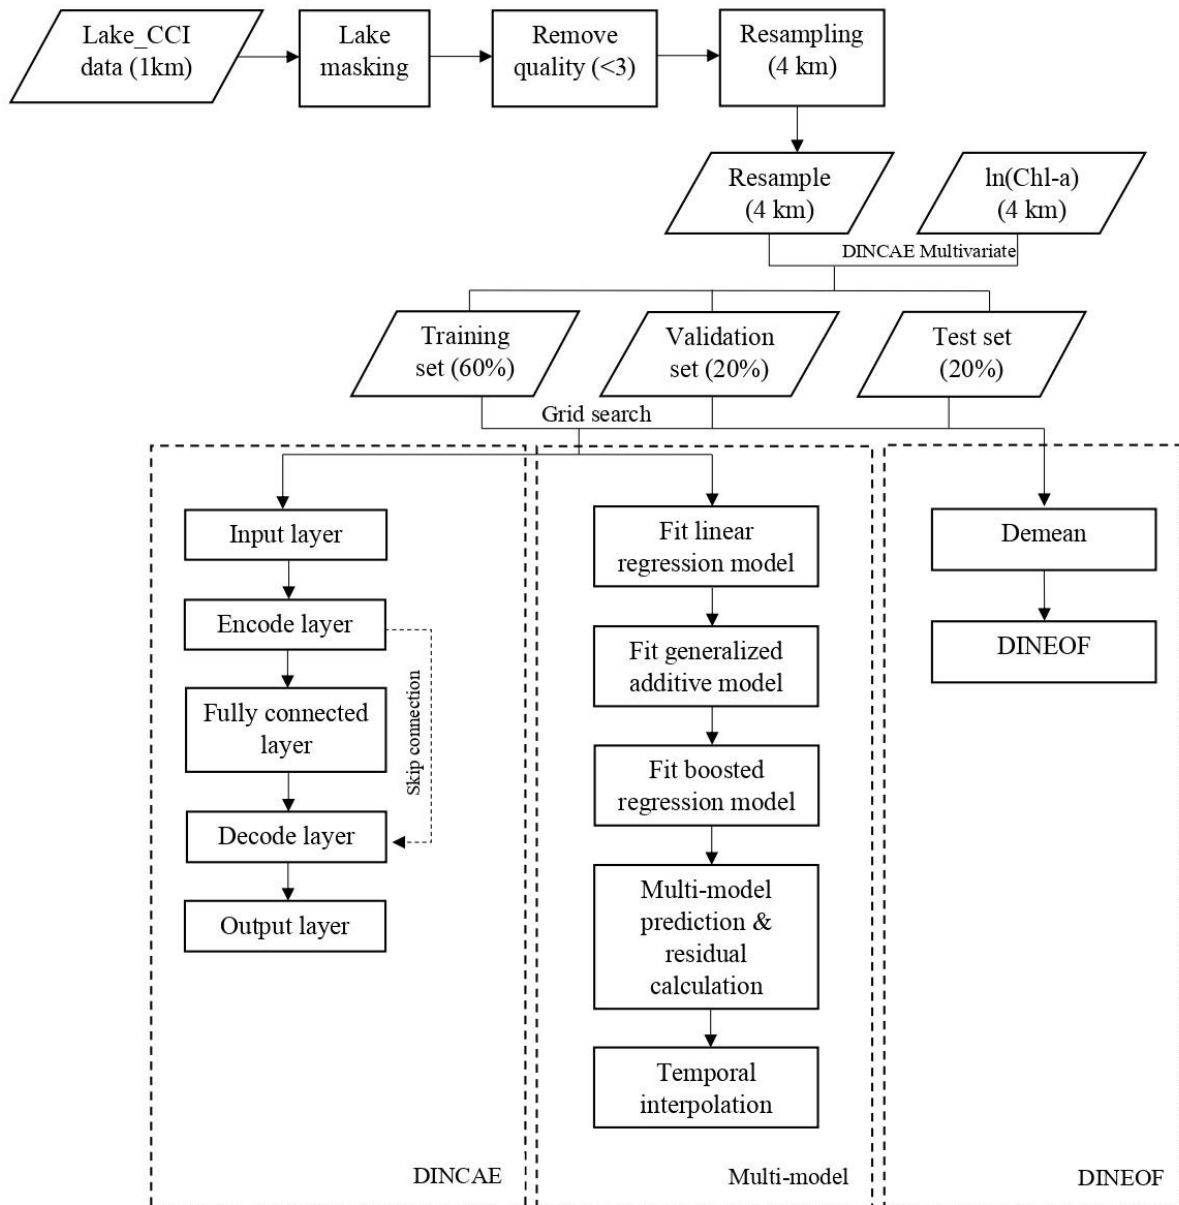 Lake_CCI
data (1km)
Lake
masking
Remove
quality (<3)
Resampling
(4 km)
Resample
(4 km)
ln(Chl-a)
(4 km)
DINCAE Multivariate
Training
set (60%)
Validation
set (20%)
Test set
(20%)
Grid search
Input layer
Encode layer
Fully connected
layer
Skip connection
Decode layer
Output layer
DINCAE
Fit linear
regression model
Fit generalized
additive model
Fit boosted
regression model
Multi-model
prediction &
residual
calculation
Temporal
interpolation
Multi-model
Demean
DINEOF
DINEOF